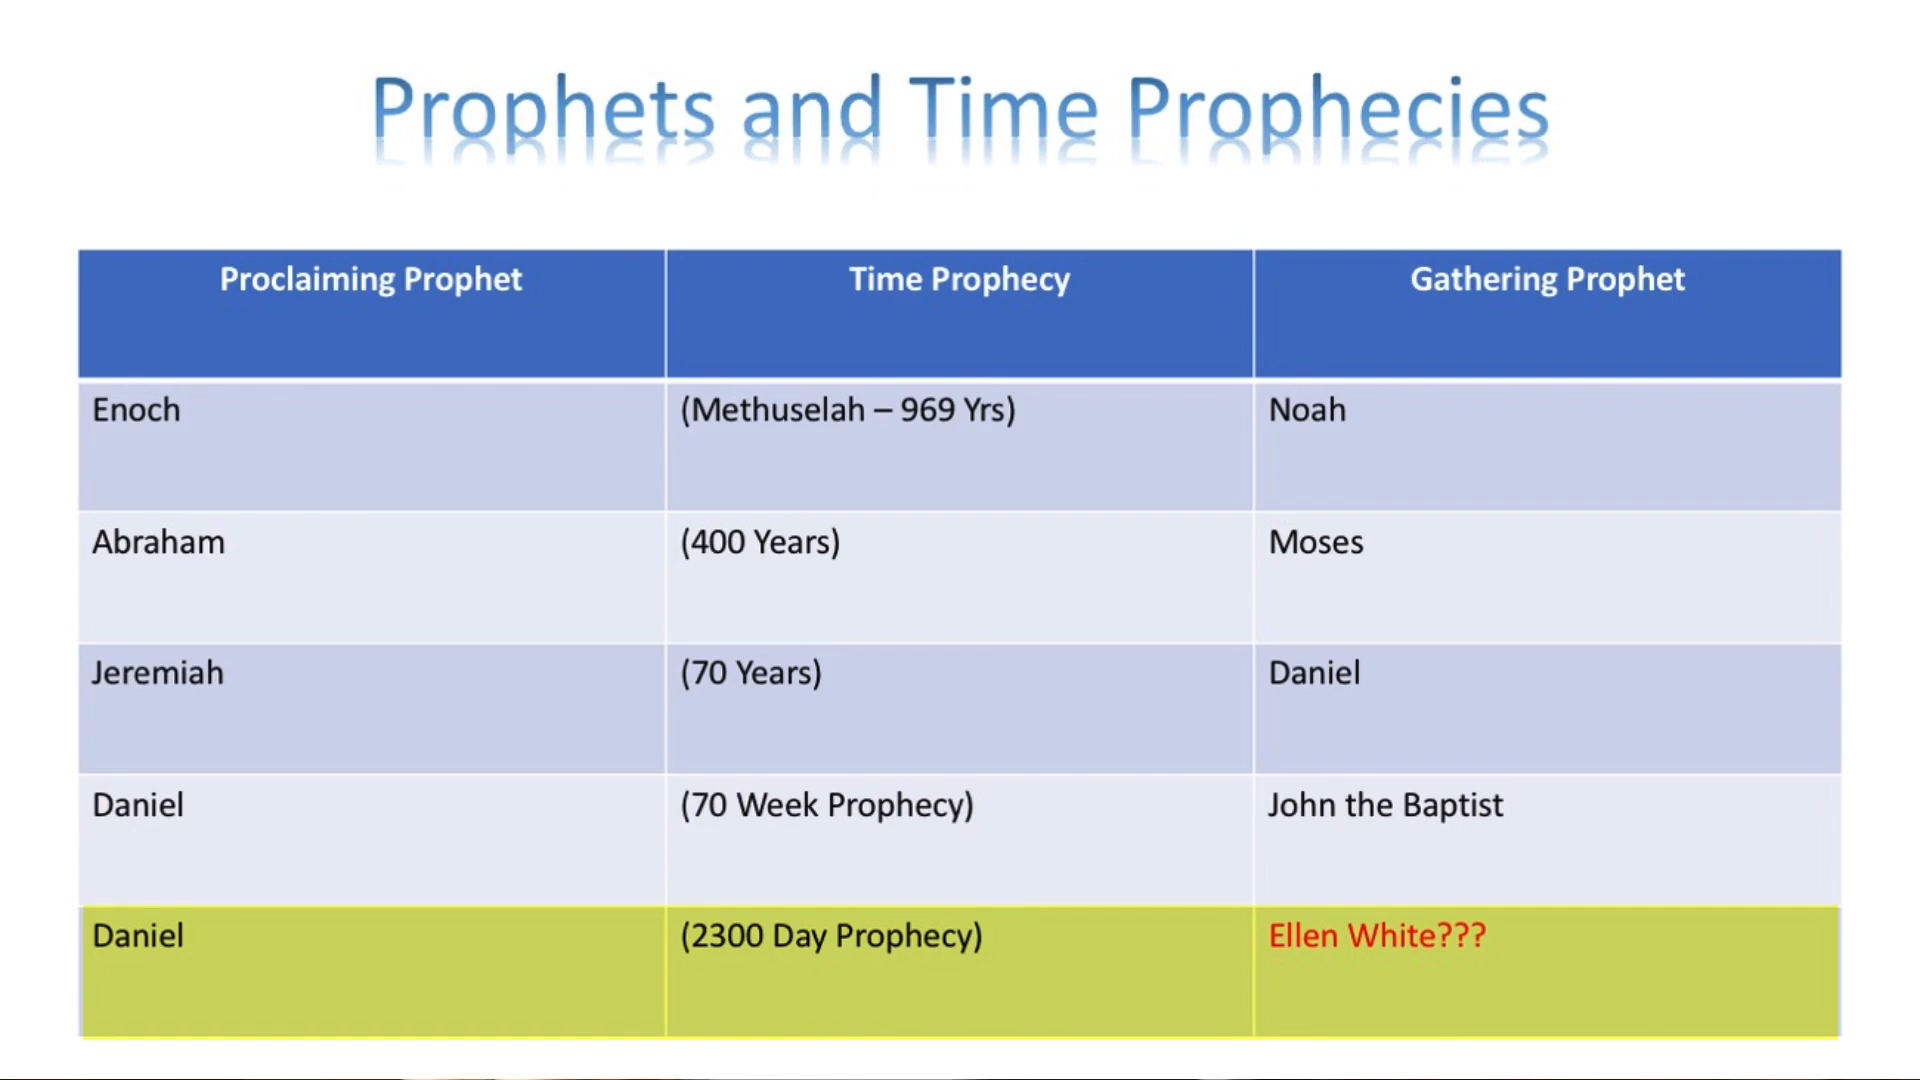 Prophets and Time Prophecies
Proclaiming Prophet Time Prophecy Gathering Prophet
Enoch (Methuselah – 969 Yrs) Noah
Abraham (400 Years) Moses
Jeremiah (70 Years) Daniel
Daniel (70 Week Prophecy) John the Baptist
Daniel (2300 Day Prophecy) Ellen White???